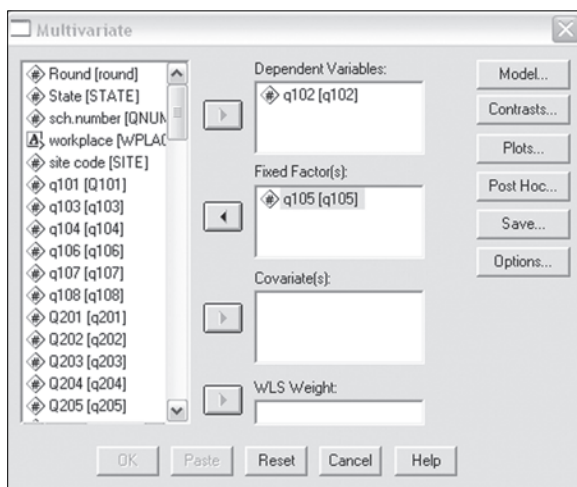 Multivariate
Round [round]
State [STATE]
sch.number [QNUM
workplace [WPLAC
site code [SITE]
q101 [Q101]
q103 [q103]
q104 [q104]
q106 [q106]
q107 [q107]
q108 [q108]
Q201 [q201]
Q202 [q202]
Q203 [q203]
Q204 [q204]
Q205 [q205]
Dependent Variables:
q102 [q102]
Fixed Factor(s):
q105 [q105]
Covariate(s):
WLS Weight:
Model...
Contrasts...
Plots...
Post Hoc...
Save...
Options...
OK
Paste
Reset
Cancel
Help